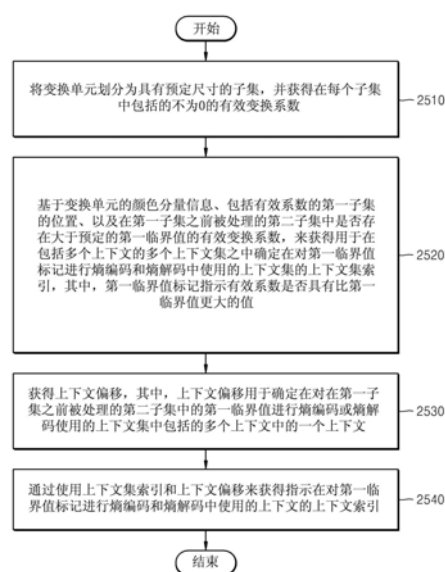 开始
将变换单元划分为具有预定尺寸的子集，并获得在每个子集
中包括的不为0的有效变换系数
2510
基于变换单元的颜色分量信息、包括有效系数的第一子集
的位置、以及在第一子集之前被处理的第二子集中是否存
在大于预定的第一临界值的有效变换系数，来获得用于在
包括多个上下文的多个上下文集之中确定在对第一临界值
标记进行熵编码和熵解码中使用的上下文集的上下文集索
引，其中，第一临界值标记指示有效系数是否具有比第一
临界值更大的值
2520
获得上下文偏移，其中，上下文偏移用于确定在对在第一子
集之前被处理的第二子集中的第一临界值进行熵编码或熵解
码使用的上下文集中包括的多个上下文中的一个上下文
2530
通过使用上下文集索引和上下文偏移来获得指示在对第一临
界值标记进行熵编码和熵解码中使用的上下文的上下文索引
2540
结束